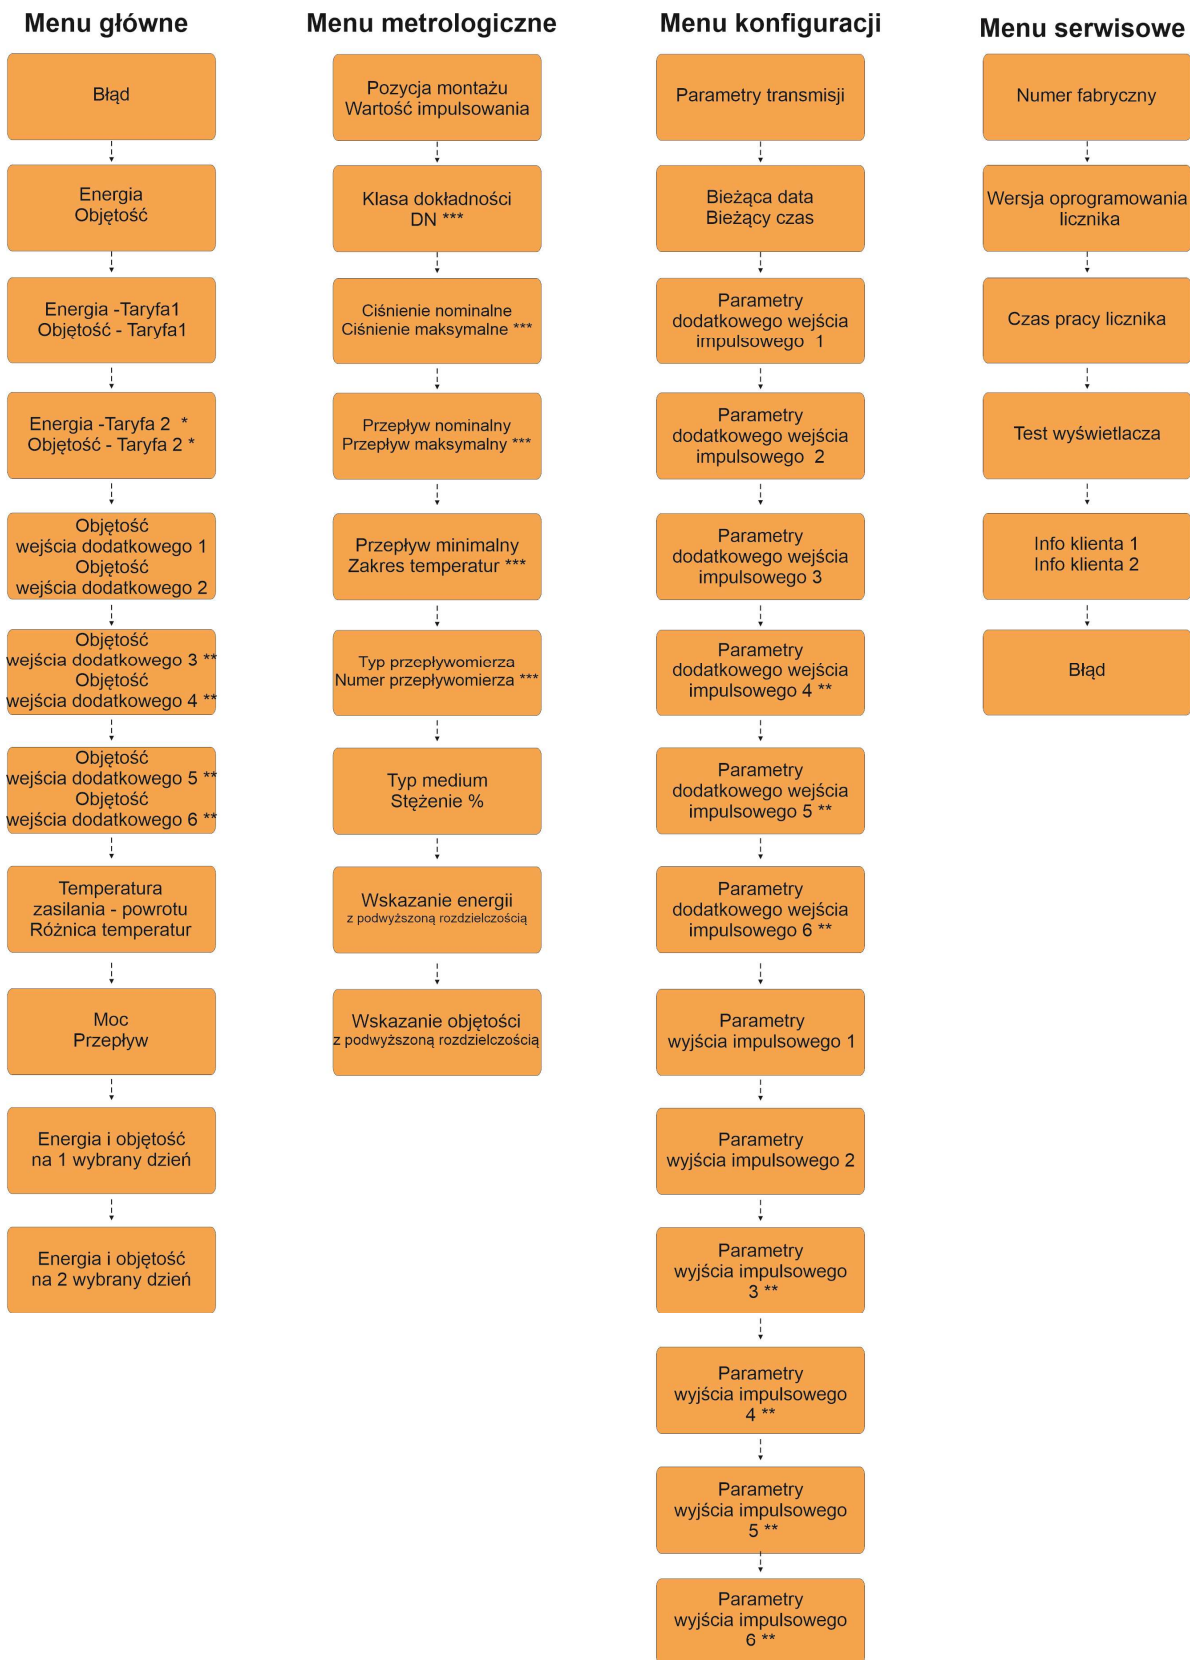 Menu główne
Błąd
Energia
Objętość
Energia -Taryfa1
Objętość - Taryfa1
Energia -Taryfa 2 *
Objętość - Taryfa 2 *
Objętość
wejścia dodatkowego 1
Objętość
wejścia dodatkowego 2
Objętość
wejścia dodatkowego 3 **
Objętość
wejścia dodatkowego 4 **
Objętość
wejścia dodatkowego 5 **
Objętość
wejścia dodatkowego 6 **
Temperatura
zasilania - powrotu
Różnica temperatur
Moc
Przepływ
Energia i objętość
na 1 wybrany dzień
Energia i objętość
na 2 wybrany dzień
Menu metrologiczne
Pozycja montażu
Wartość impulsowania
Klasa dokładności
DN ***
Ciśnienie nominalne
Ciśnienie maksymalne ***
Przepływ nominalny
Przepływ maksymalny ***
Przepływ minimalny
Zakres temperatur ***
Typ przepływomierza
Numer przepływomierza ***
Typ medium
Stężenie %
Wskazanie energii
z podwyższoną rozdzielczością
Wskazanie objętości
z podwyższoną rozdzielczością
Menu konfiguracji
Parametry transmisji
Bieżąca data
Bieżący czas
Parametry
dodatkowego wejścia
impulsowego 1
Parametry
dodatkowego wejścia
impulsowego 2
Parametry
dodatkowego wejścia
impulsowego 3
Parametry
dodatkowego wejścia
impulsowego 4 **
Parametry
dodatkowego wejścia
impulsowego 5 **
Parametry
dodatkowego wejścia
impulsowego 6 **
Parametry
wyjścia impulsowego 1
Parametry
wyjścia impulsowego 2
Parametry
wyjścia impulsowego
3 **
Parametry
wyjścia impulsowego
4 **
Parametry
wyjścia impulsowego
5 **
Parametry
wyjścia impulsowego
6 **
Menu serwisowe
Numer fabryczny
Wersja oprogramowania
licznika
Czas pracy licznika
Test wyświetlacza
Info klienta 1
Info klienta 2
Błąd